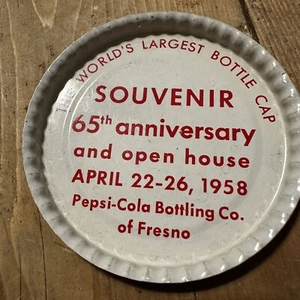 THE WORLD'S LARGEST BOTTLE CAP
SOUVENIR
65th anniversary
and open house
APRIL 22-26, 1958
Pepsi-Cola Bottling Co.
of Fresno